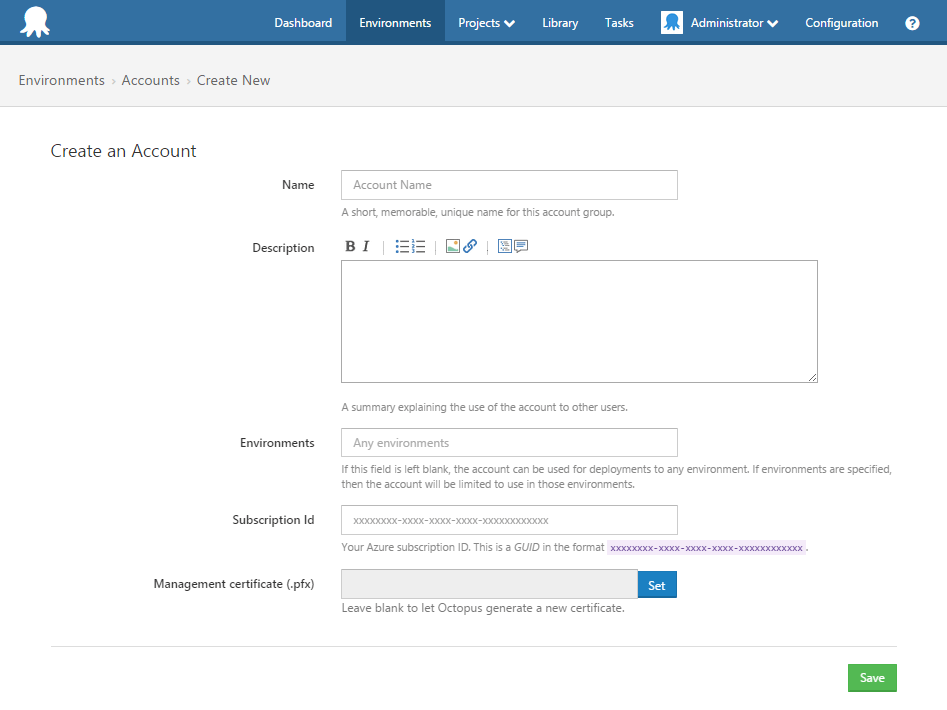 Dashboard Environments Projects Library Tasks Administrator Configuration ?
Environments › Accounts › Create New
Create an Account
Name
Account Name
A short, memorable, unique name for this account group.
Description
B I
A summary explaining the use of the account to other users.
Environments
Any environments
If this field is left blank, the account can be used for deployments to any environment. If environments are specified,
then the account will be limited to use in those environments.
Subscription Id
xxxxxxxx-xxxx-xxxx-xxxx-xxxxxxxxxxxx
Your Azure subscription ID. This is a GUID in the format xxxxxxxx-xxxx-xxxx-xxxx-xxxxxxxxxxxx.
Management certificate (.pfx)
Set
Leave blank to let Octopus generate a new certificate.
Save